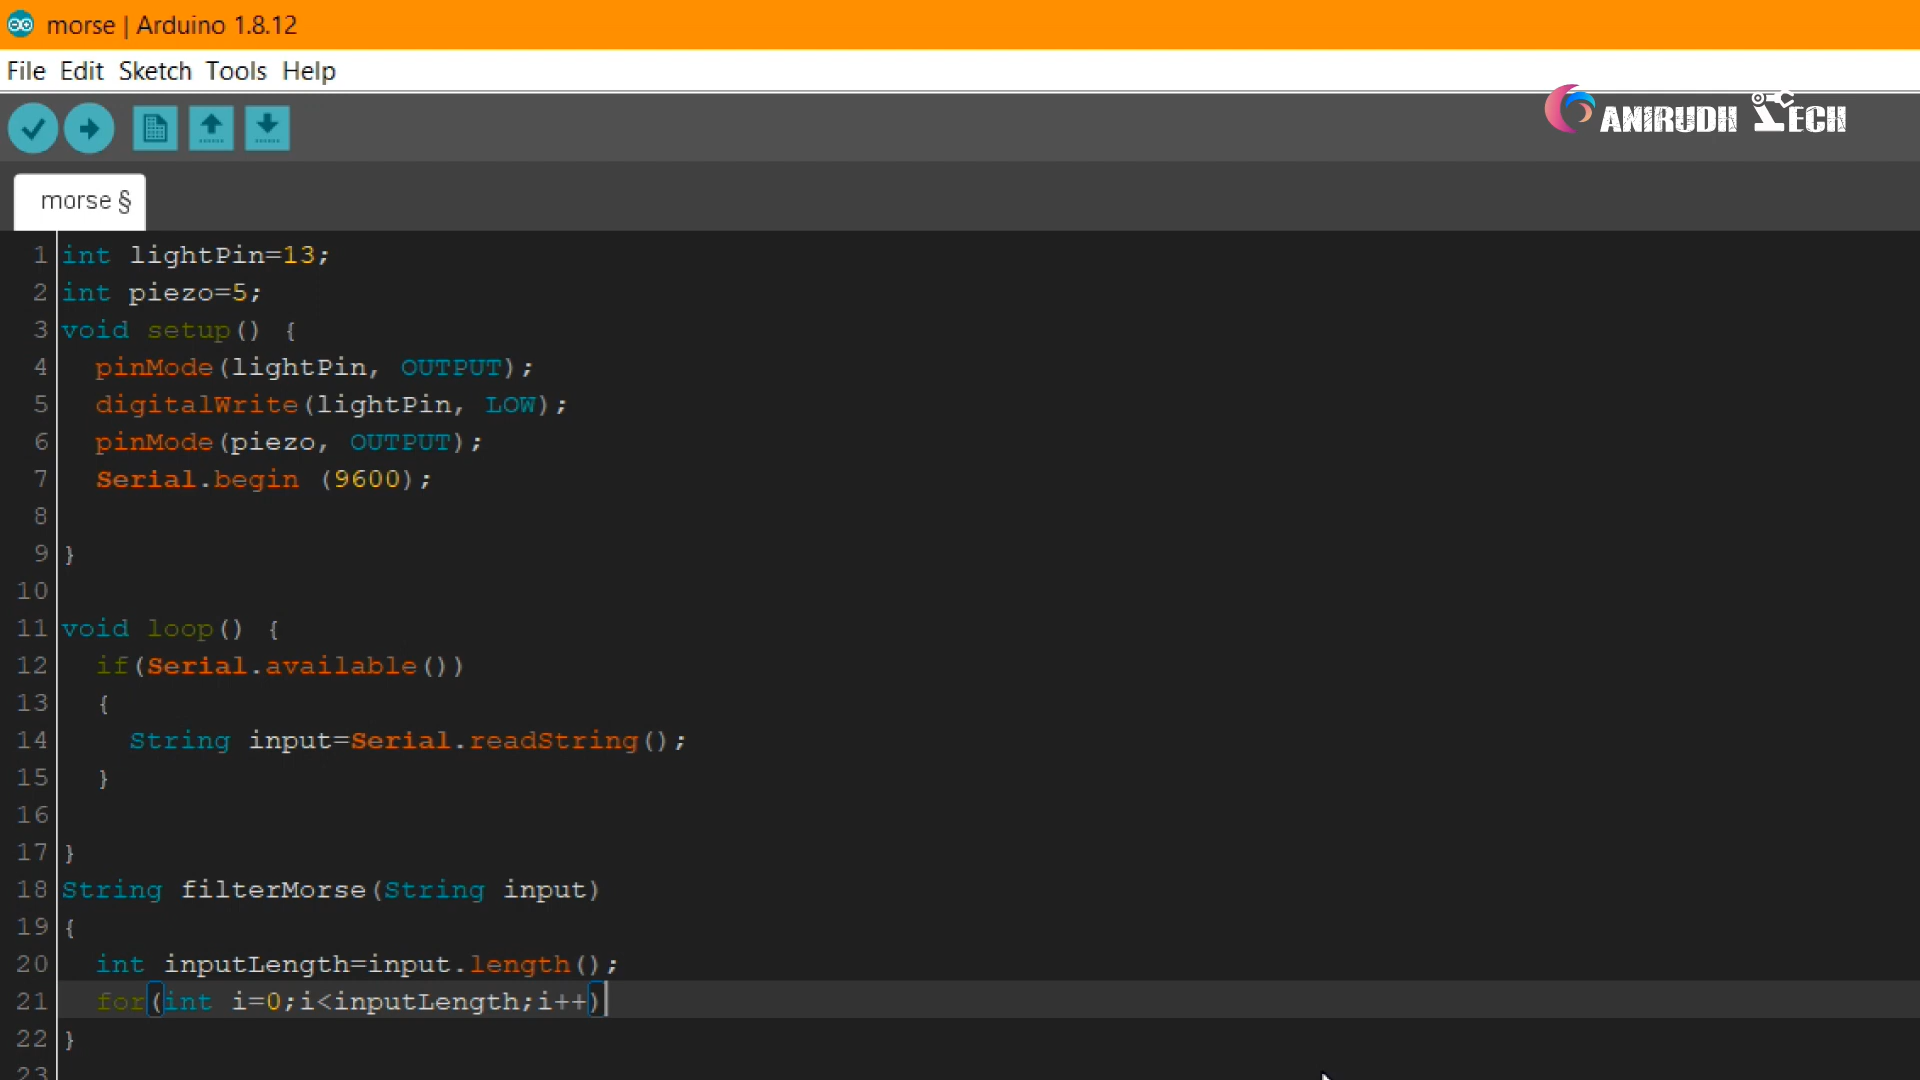 morse | Arduino 1.8.12
File Edit Sketch Tools Help
ANIRUDH TECH
morse §
1 int lightPin=13;
2 int piezo=5;
3 void setup() {
4   pinMode(lightPin, OUTPUT);
5   digitalWrite(lightPin, LOW);
6   pinMode(piezo, OUTPUT);
7   Serial.begin (9600);
8
9 }
10
11 void loop() {
12   if(Serial.available())
13   {
14     String input=Serial.readString();
15   }
16
17 }
18 String filterMorse(String input)
19 {
20   int inputLength=input.length();
21   for(int i=0;i<inputLength;i++)
22 }
23